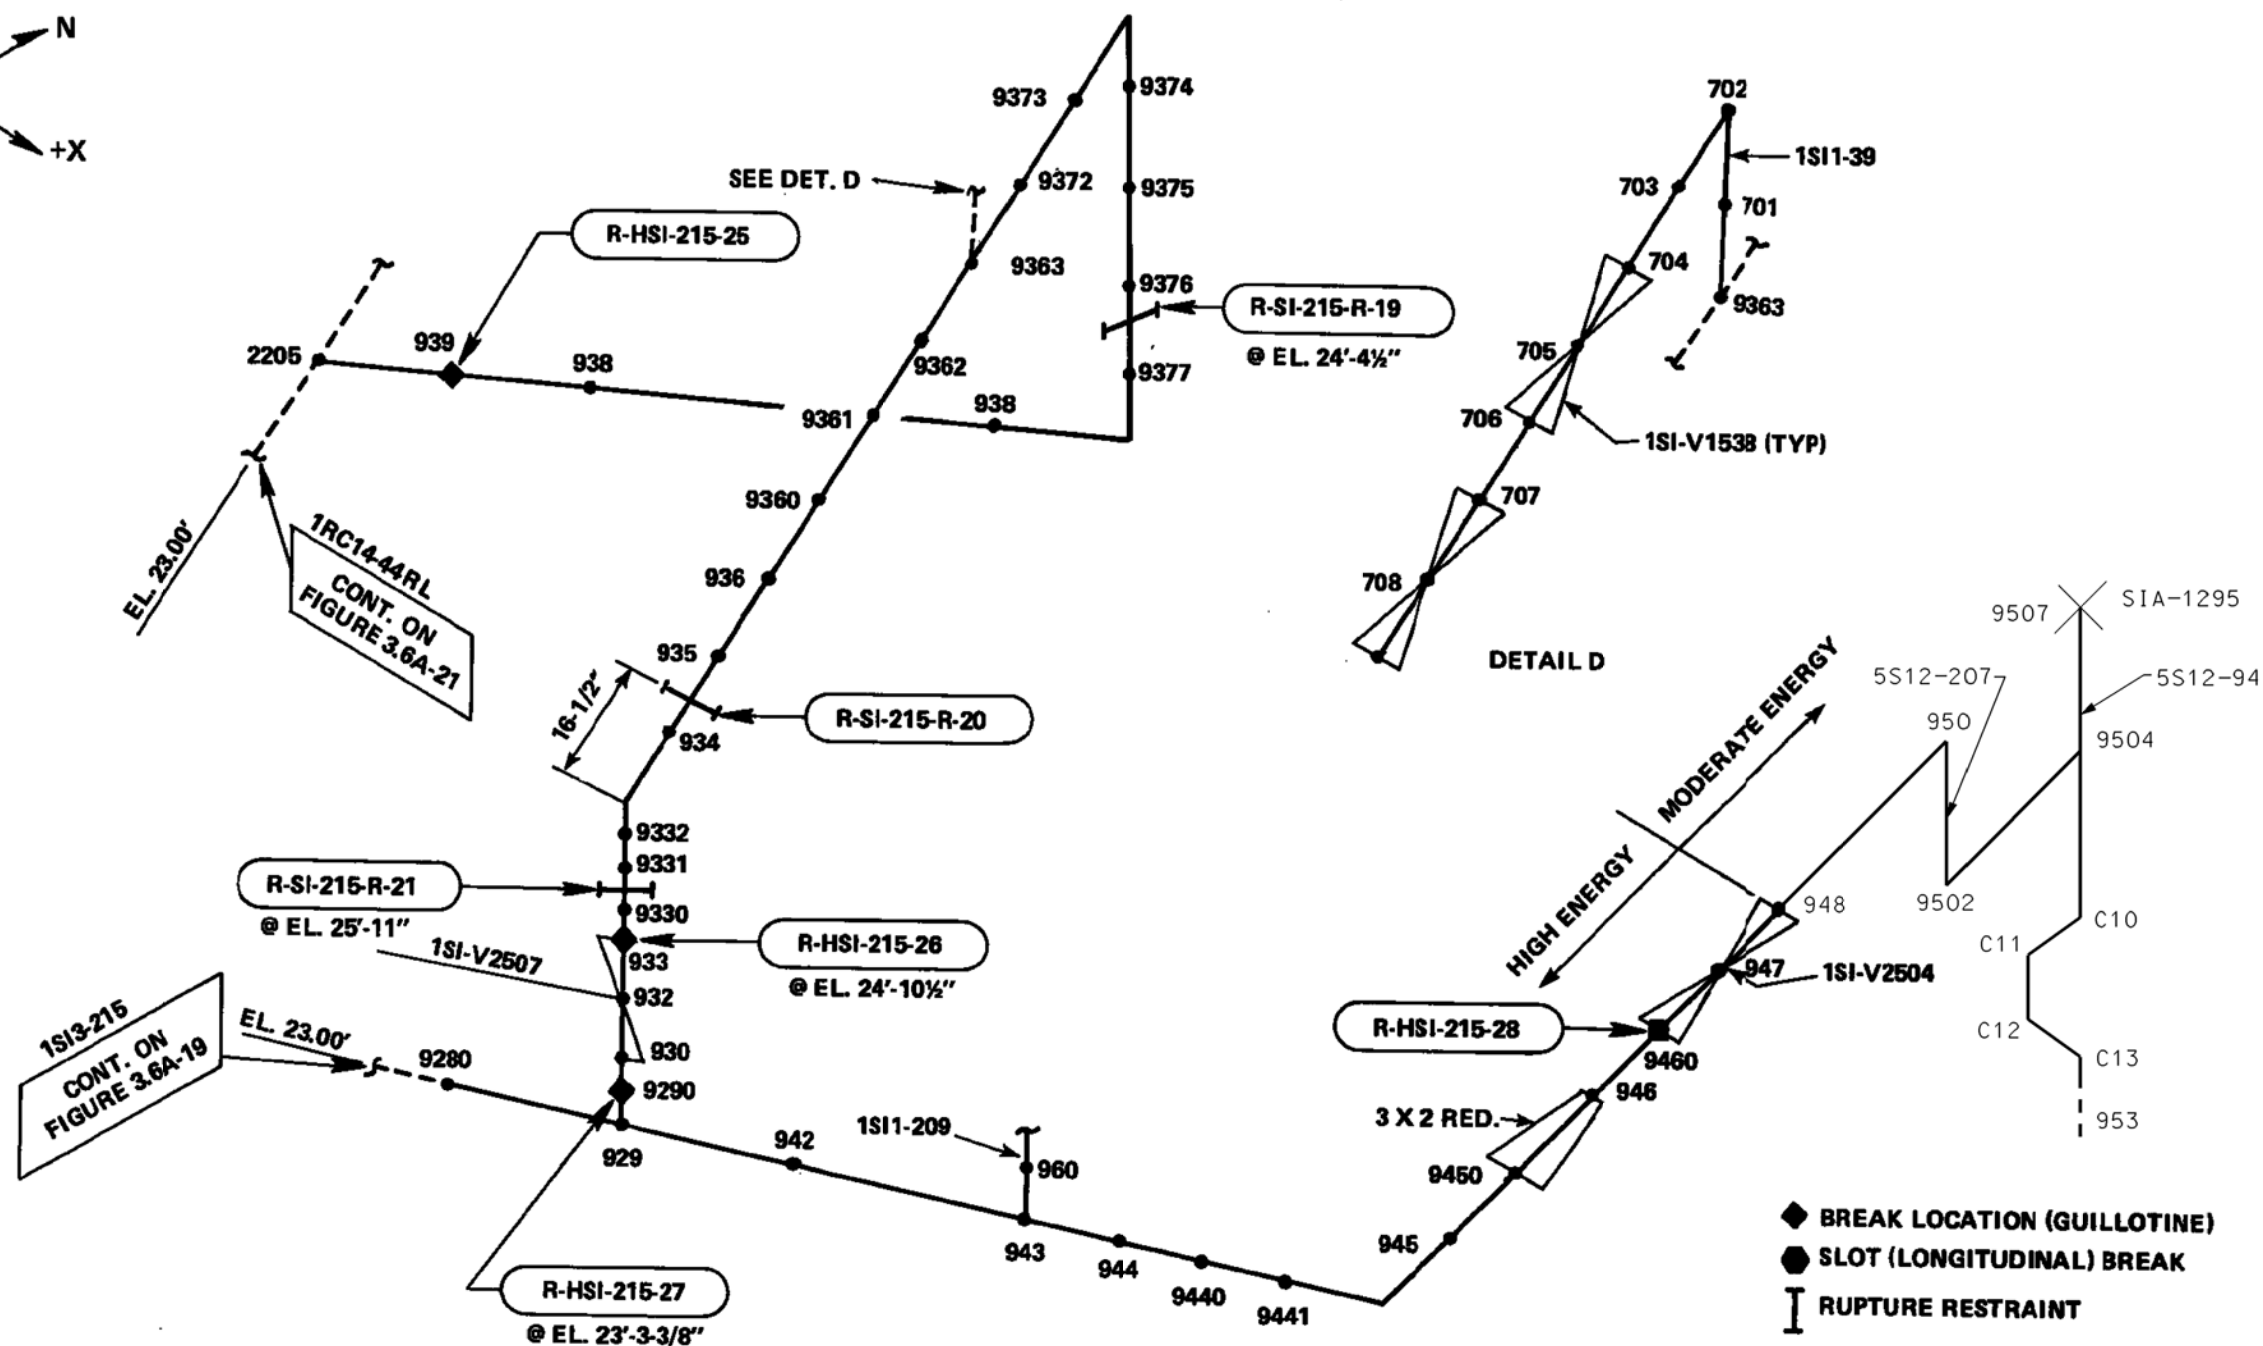 N
+X
702
9373
9374
1SI1-39
SEE DET. D
9372
9375
703
701
R-HSI-215-25
9363
704
9376
R-SI-215-R-19
@ EL. 24'-4½"
9363
2205
939
938
9362
9377
705
9361
938
706
1SI-V153B (TYP)
9360
707
EL. 23.00'
1RC14-44RL
CONT. ON
FIGURE 3.6A-21
936
708
DETAIL D
9507
SIA-1295
935
16-1/2"
R-SI-215-R-20
934
MODERATE ENERGY
HIGH ENERGY
5S12-207
5S12-94
950
9504
9332
9331
R-SI-215-R-21
@ EL. 25'-11"
9330
R-HSI-215-26
@ EL. 24'-10½"
933
1SI-V2507
932
948
9502
C10
C11
947
1SI-V2504
1SI3-215
CONT. ON
FIGURE 3.6A-19
EL. 23.00'
9280
930
9290
R-HSI-215-28
9460
C12
C13
946
3 X 2 RED.
953
929
942
1SI1-209
960
9450
943
944
945
9440
9441
R-HSI-215-27
@ EL. 23'-3-3/8"
BREAK LOCATION (GUILLOTINE)
SLOT (LONGITUDINAL) BREAK
RUPTURE RESTRAINT